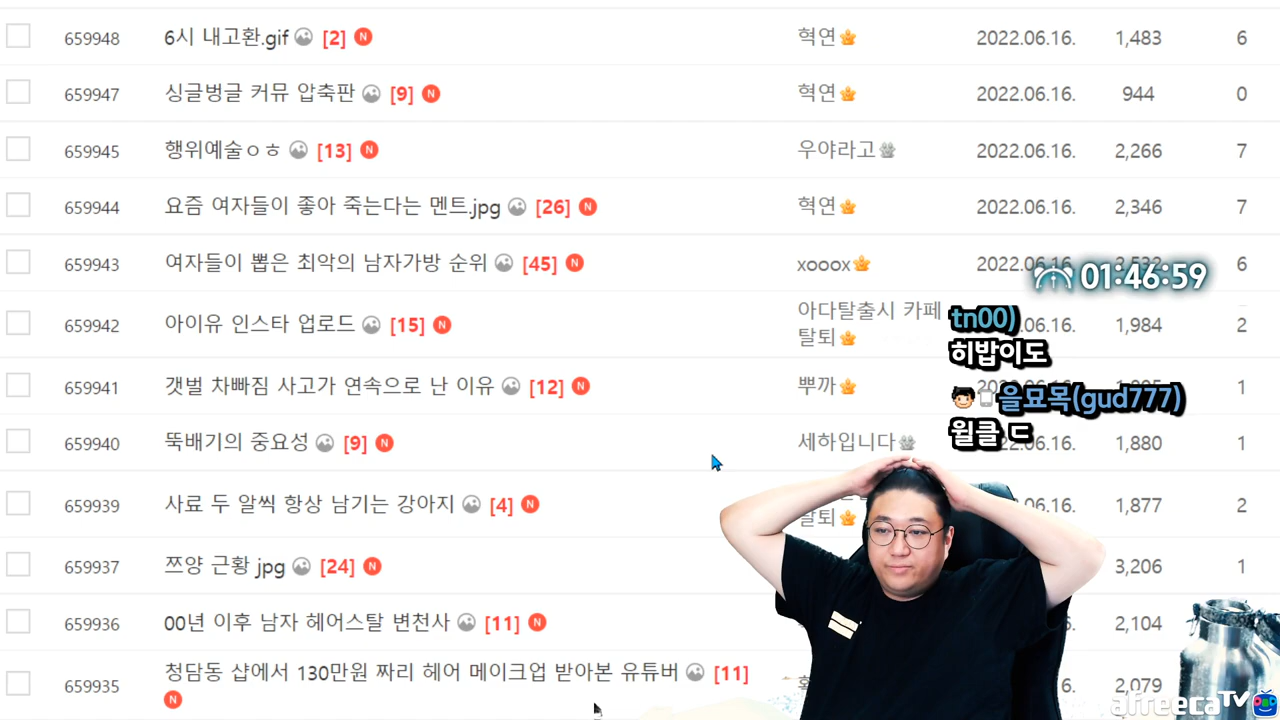 659948 6시 내고환.gif [2] N 혁연 2022.06.16. 1,483 6
659947 싱글벙글 커뮤 압축판 [9] N 혁연 2022.06.16. 944 0
659945 행위예술ㅇㅎ [13] N 우야라고 2022.06.16. 2,266 7
659944 요즘 여자들이 좋아 죽는다는 멘트.jpg [26] N 혁연 2022.06.16. 2,346 7
659943 여자들이 뽑은 최악의 남자가방 순위 [45] N xooox 2022.06.16 6
01:46:59
659942 아이유 인스타 업로드 [15] N 아다탈출시 카페
탈퇴 .16. 1,984 2
tn00)
히밥이도
659941 갯벌 차빠짐 사고가 연속으로 난 이유 [12] N 뿌까 1
을묘목(gud777)
659940 뚝배기의 중요성 [9] N 세하입니다 .16. 1,880 1
윌클 ㄷ
659939 사료 두 알씩 항상 남기는 강아지 [4] N
탈퇴 .16. 1,877 2
659937 쯔양 근황 jpg [24] N 3,206 1
659936 00년 이후 남자 헤어스탈 변천사 [11] N 2,104
659935 청담동 샵에서 130만원 짜리 헤어 메이크업 받아본 유튜버 [11]
N 6. 2,079
afreecaTV